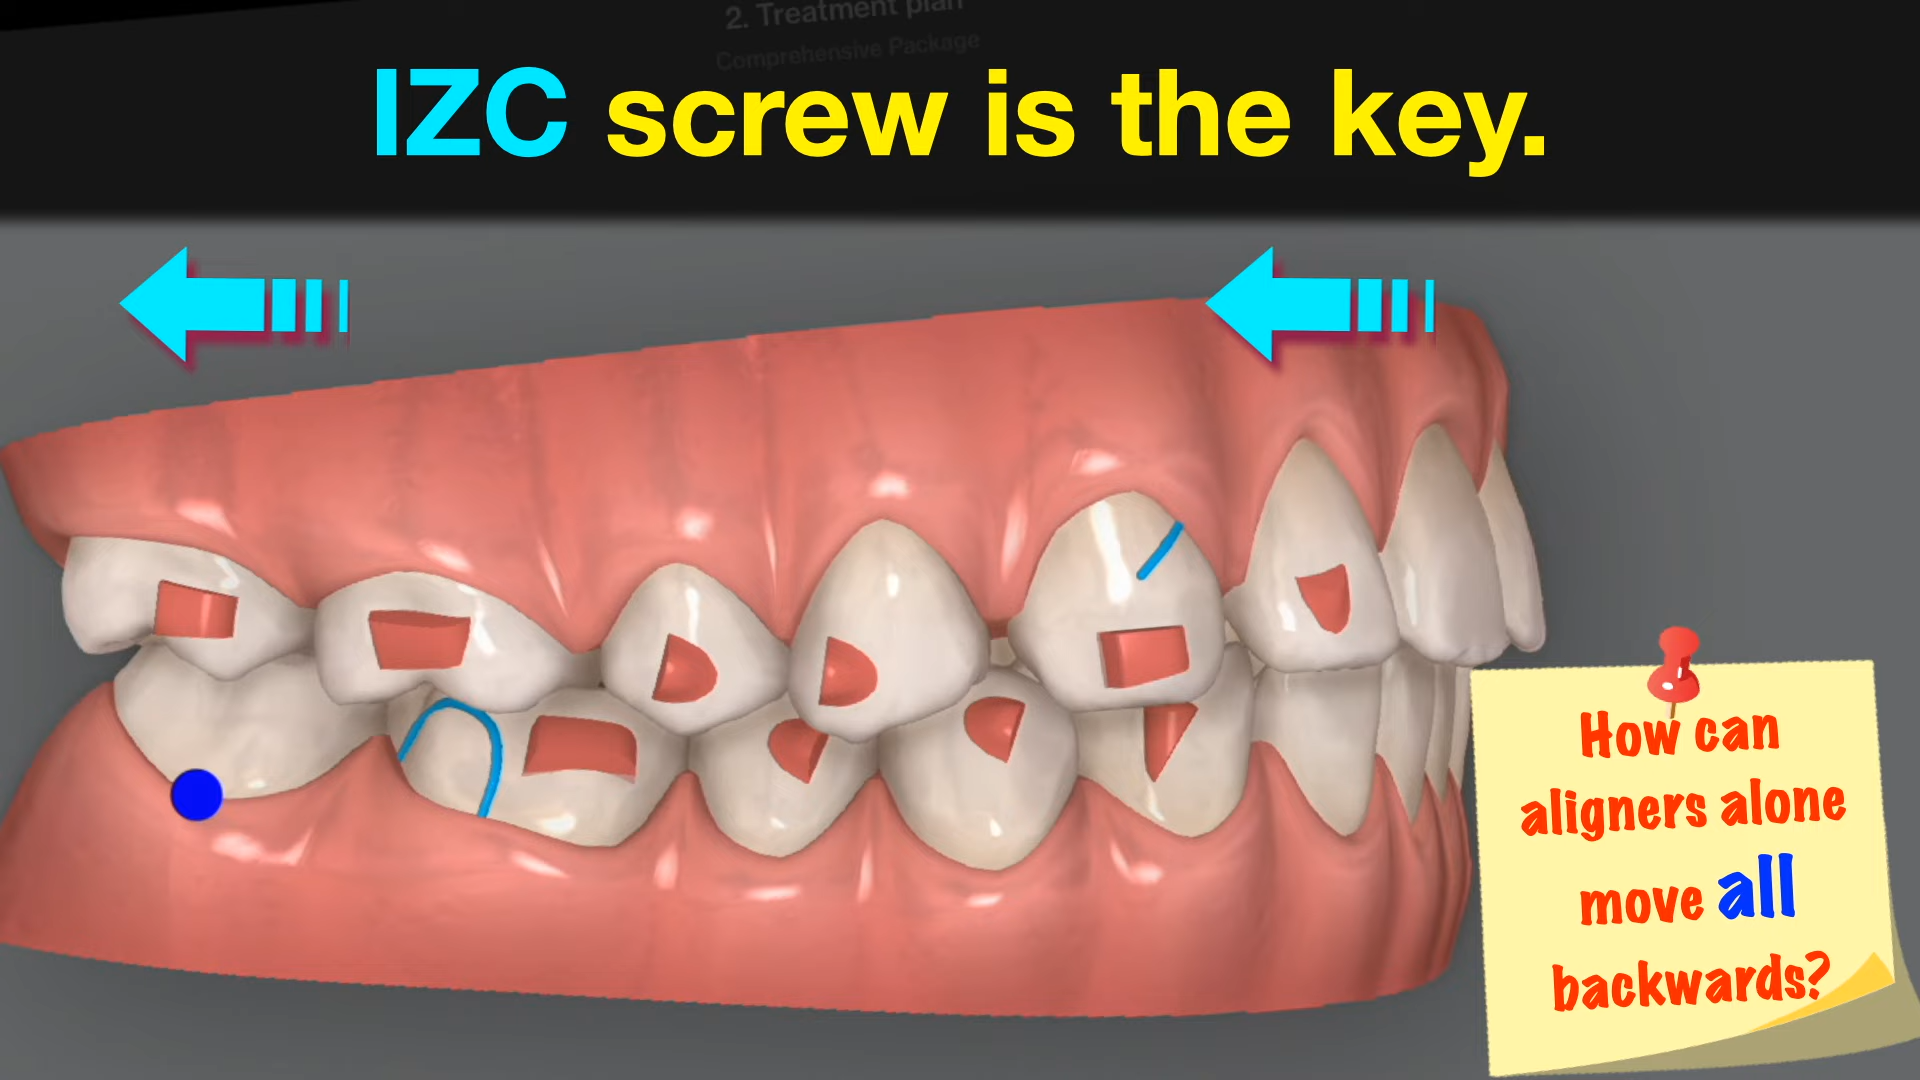 2. Treatment plan
Comprehensive Package
IZC screw is the key.
How can
aligners alone
move all
backwards?